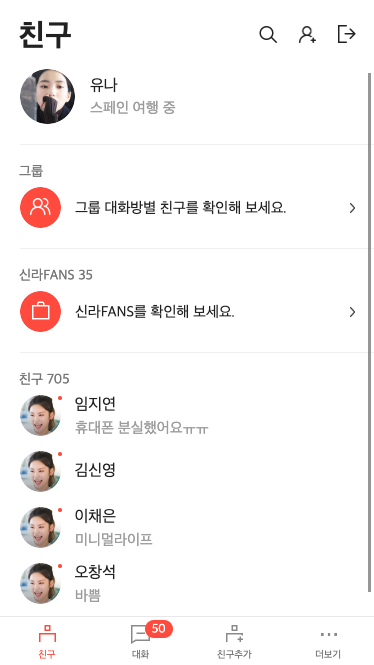 친구
유나
스페인 여행 중
그룹
그룹 대화방별 친구를 확인해 보세요.
신라FANS 35
신라FANS를 확인해 보세요.
친구 705
임지연
휴대폰 분실했어요ㅠㅠ
김신영
이채은
미니멀라이프
오창석
바쁨
50
친구
대화
친구추가
더보기